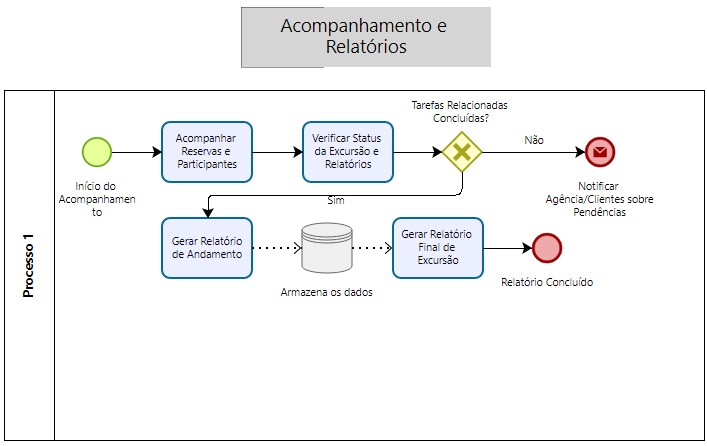 Acompanhamento e
Relatórios
Processo 1
Início do
Acompanhamen
to
Acompanhar
Reservas e
Participantes
Verificar Status
da Excursão e
Relatórios
Tarefas Relacionadas
Concluídas?
Não
Notificar
Agência/Clientes sobre
Pendências
Sim
Gerar Relatório
de Andamento
Armazena os dados
Gerar Relatório
Final de
Excursão
Relatório Concluído